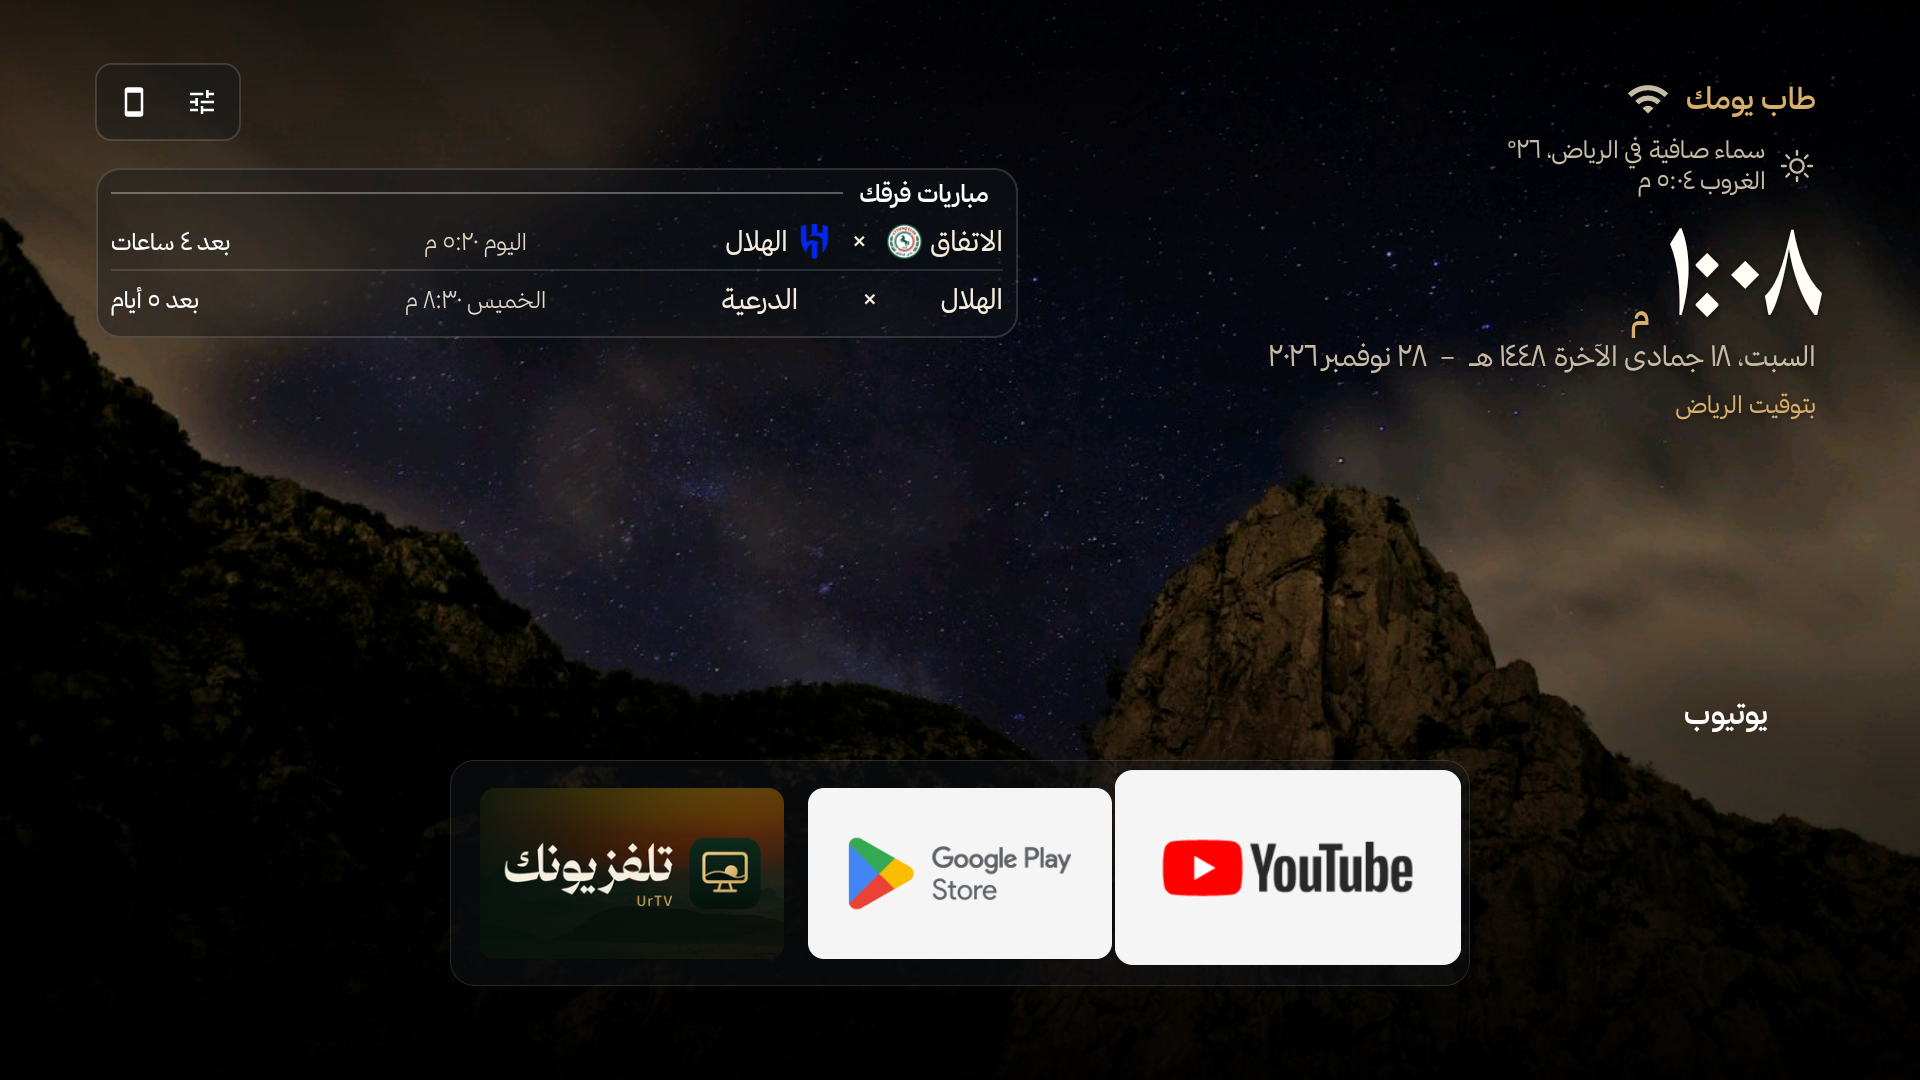 طاب يومك
سماء صافية في الرياض، ٢٦°
الغروب ٥:٠٤ م
١:٠٨ م
السبت، ١٨ جمادى الآخرة ١٤٤٨ هـ – ٢٨ نوفمبر ٢٠٢٦
بتوقيت الرياض
مباريات فرقك
الاتفاق × الهلال اليوم ٥:٢٠ م بعد ٤ ساعات
الهلال × الدرعية الخميس ٨:٣٠ م بعد ٥ أيام
يوتيوب
YouTube
Google Play
Store
تلفزيونك
UrTV